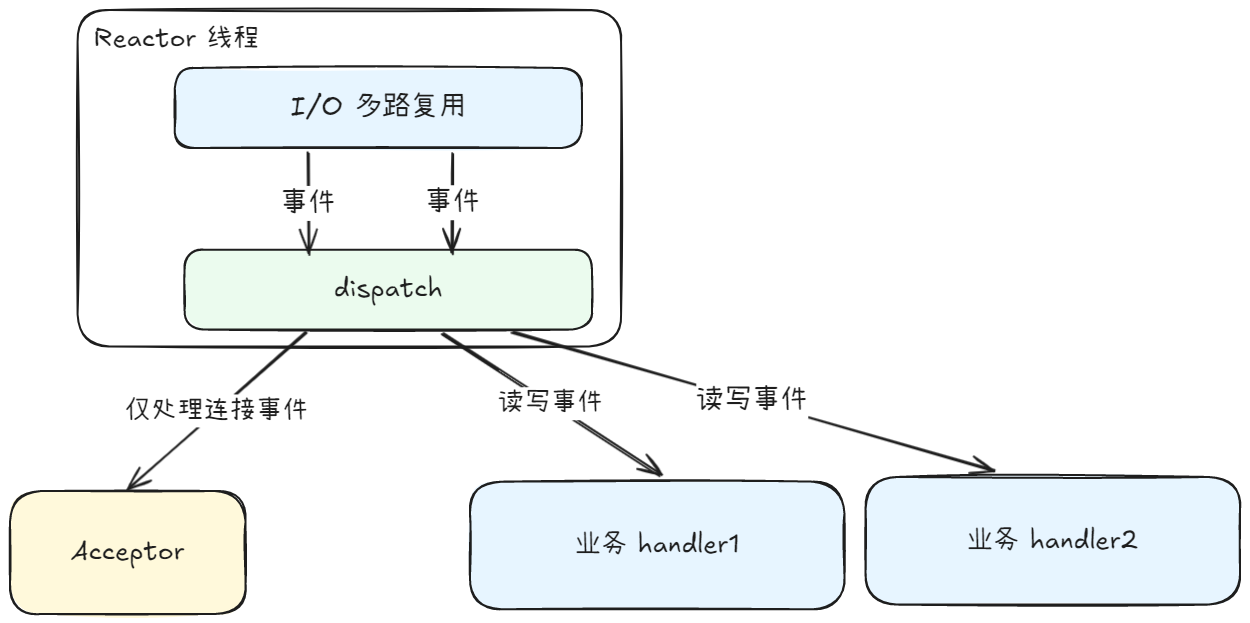 Reactor 线程
I/O 多路复用
事件
事件
dispatch
仅处理连接事件
读写事件
读写事件
Acceptor
业务 handler1
业务 handler2